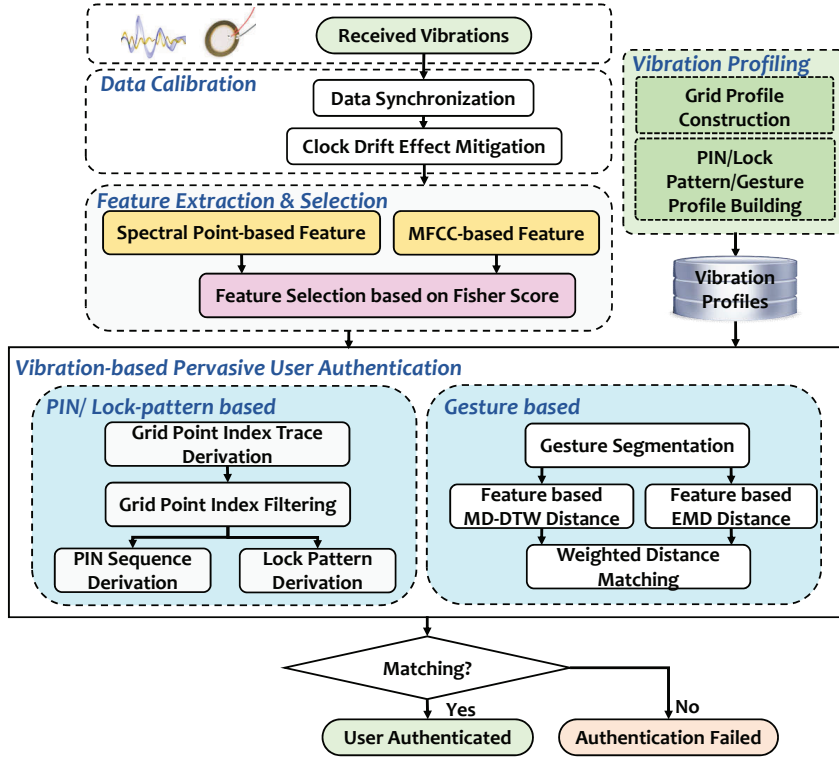 Received Vibrations
Data Calibration
Data Synchronization
Clock Drift Effect Mitigation
Vibration Profiling
Grid Profile
Construction
PIN/Lock
Pattern/Gesture
Profile Building
Vibration
Profiles
Feature Extraction & Selection
Spectral Point-based Feature
MFCC-based Feature
Feature Selection based on Fisher Score
Vibration-based Pervasive User Authentication
PIN/ Lock-pattern based
Grid Point Index Trace
Derivation
Grid Point Index Filtering
PIN Sequence
Derivation
Lock Pattern
Derivation
Gesture based
Gesture Segmentation
Feature based
MD-DTW Distance
Feature based
EMD Distance
Weighted Distance
Matching
Matching?
Yes
No
User Authenticated
Authentication Failed